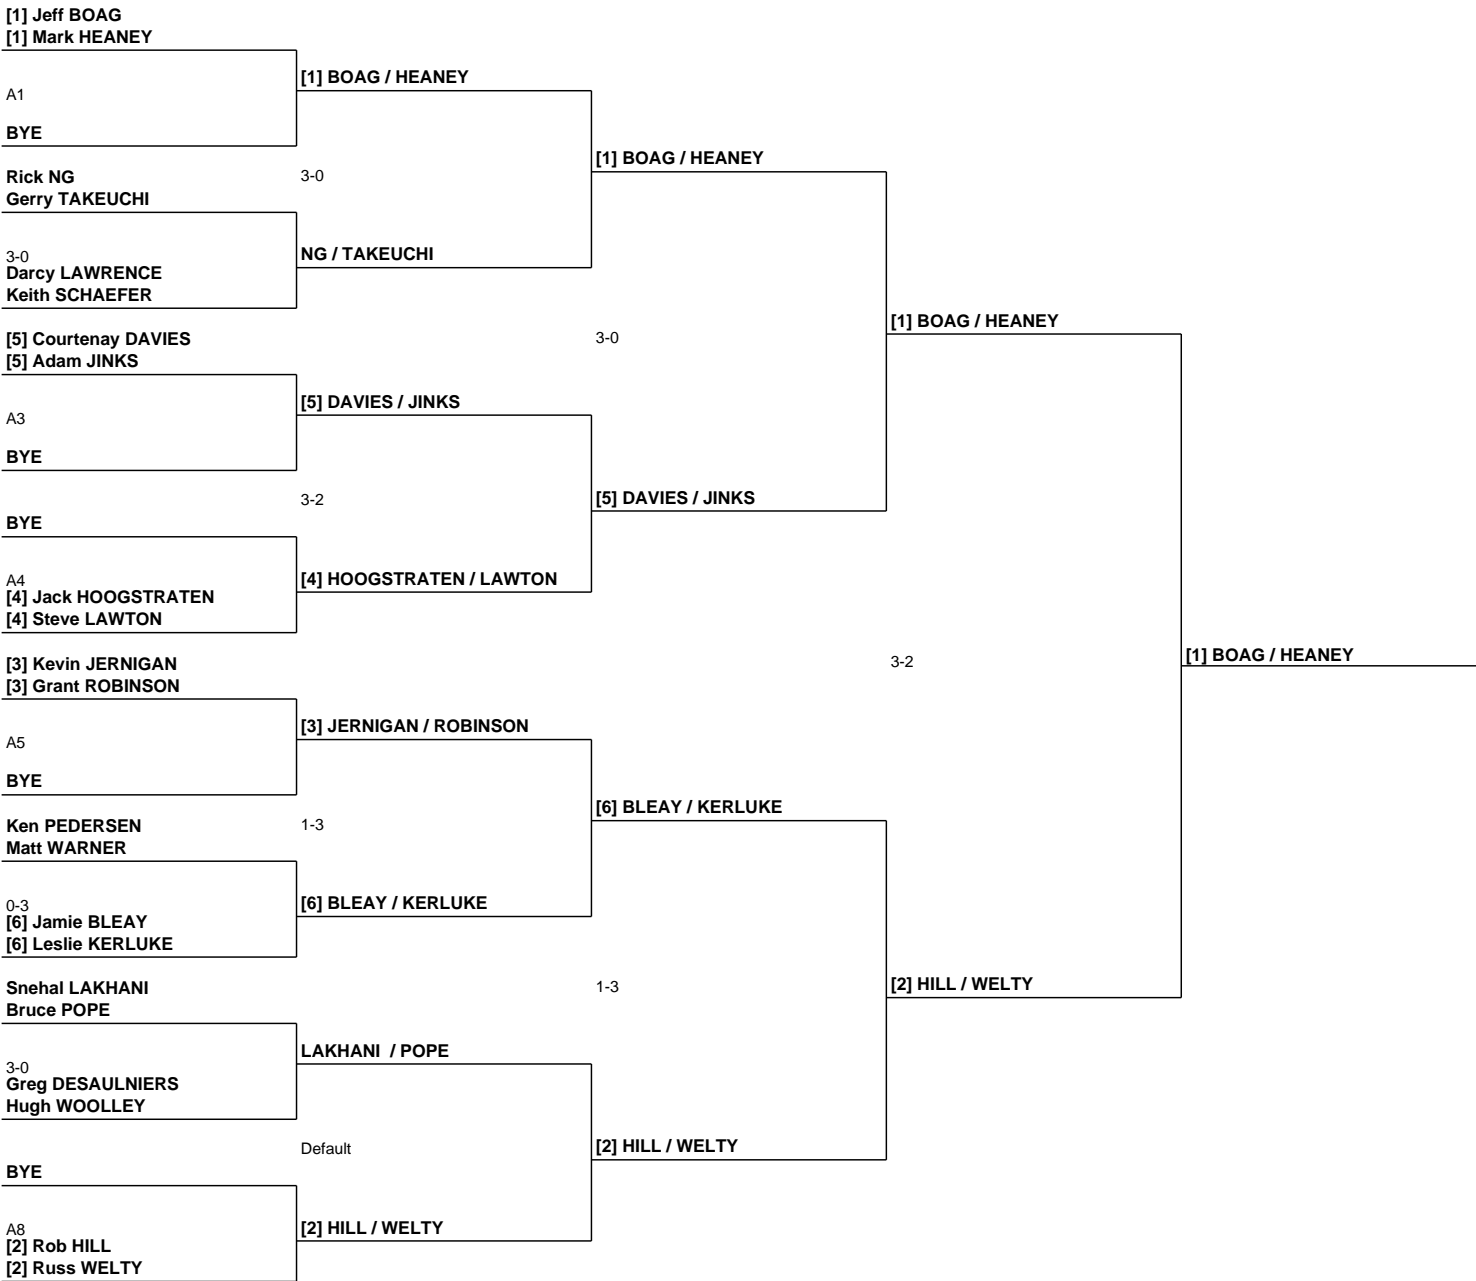 [1] Jeff BOAG
[1] Mark HEANEY
[1] BOAG / HEANEY
A1
BYE
[1] BOAG / HEANEY
Rick NG
Gerry TAKEUCHI
3-0
3-0
NG / TAKEUCHI
Darcy LAWRENCE
Keith SCHAEFER
[1] BOAG / HEANEY
[5] Courtenay DAVIES
[5] Adam JINKS
3-0
[5] DAVIES / JINKS
A3
BYE
3-2
[5] DAVIES / JINKS
BYE
A4
[4] HOOGSTRATEN / LAWTON
[4] Jack HOOGSTRATEN
[4] Steve LAWTON
3-2
[1] BOAG / HEANEY
[3] Kevin JERNIGAN
[3] Grant ROBINSON
[3] JERNIGAN / ROBINSON
A5
BYE
[6] BLEAY / KERLUKE
Ken PEDERSEN
Matt WARNER
1-3
0-3
[6] BLEAY / KERLUKE
[6] Jamie BLEAY
[6] Leslie KERLUKE
[2] HILL / WELTY
Snehal LAKHANI
Bruce POPE
1-3
LAKHANI  / POPE
3-0
Greg DESAULNIERS
Hugh WOOLLEY
Default
[2] HILL / WELTY
BYE
A8
[2] HILL / WELTY
[2] Rob HILL
[2] Russ WELTY